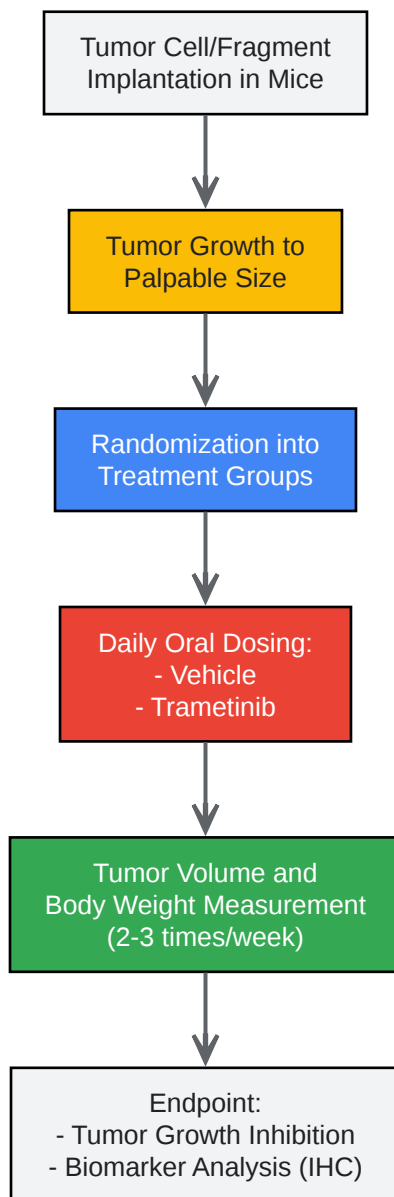 Tumor Cell/Fragment
Implantation in Mice
Tumor Growth to
Palpable Size
Randomization into
Treatment Groups
Daily Oral Dosing:
- Vehicle
- Trametinib
Tumor Volume and
Body Weight Measurement
(2-3 times/week)
Endpoint:
- Tumor Growth Inhibition
- Biomarker Analysis (IHC)